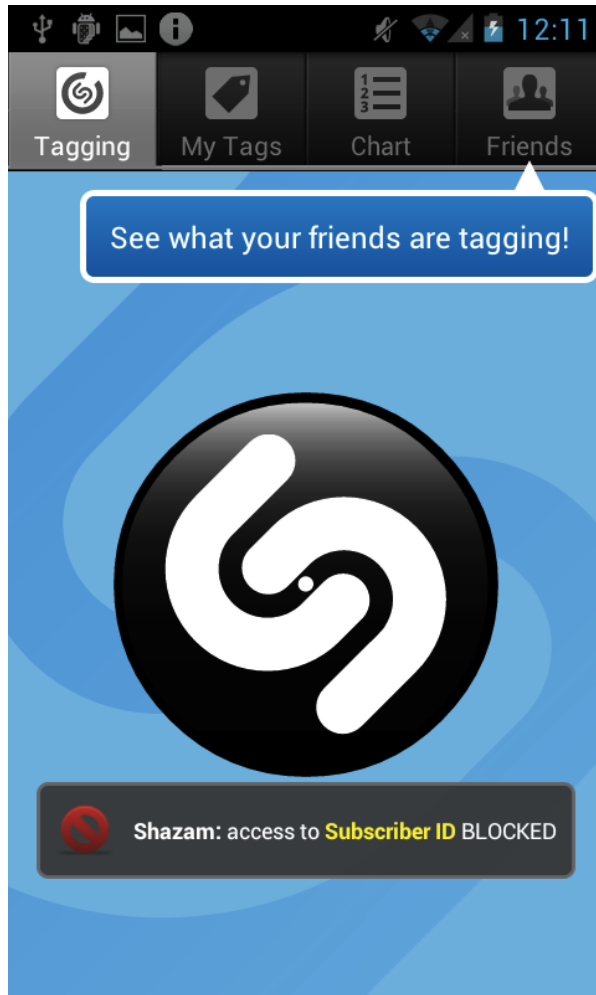 12:11
Tagging My Tags Chart Friends
See what your friends are tagging!
Shazam: access to Subscriber ID BLOCKED